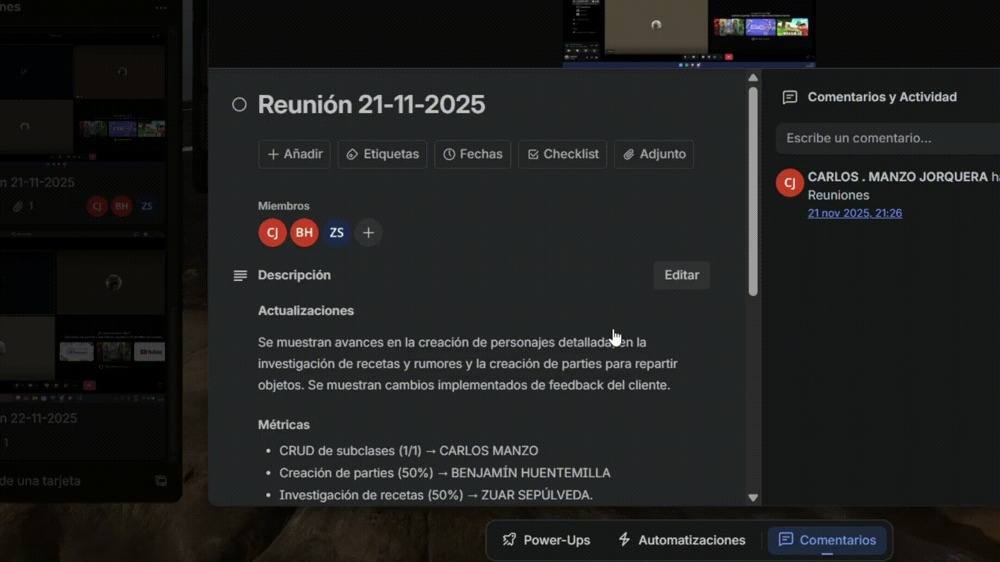 nes
n 21-11-2025
1
CJ BH ZS
n 22-11-2025
1
de una tarjeta
Reunión 21-11-2025
Añadir
Etiquetas
Fechas
Checklist
Adjunto
Miembros
CJ BH ZS
Descripción
Editar
Actualizaciones
Se muestran avances en la creación de personajes detallada, en la
investigación de recetas y rumores y la creación de parties para repartir
objetos. Se muestran cambios implementados de feedback del cliente.
Métricas
• CRUD de subclases (1/1) → CARLOS MANZO
• Creación de parties (50%) → BENJAMÍN HUENTEMILLA
• Investigación de recetas (50%) → ZUAR SEPÚLVEDA.
Comentarios y Actividad
Escribe un comentario...
CJ
CARLOS . MANZO JORQUERA ha
Reuniones
21 nov 2025, 21:26
Power-Ups
Automatizaciones
Comentarios